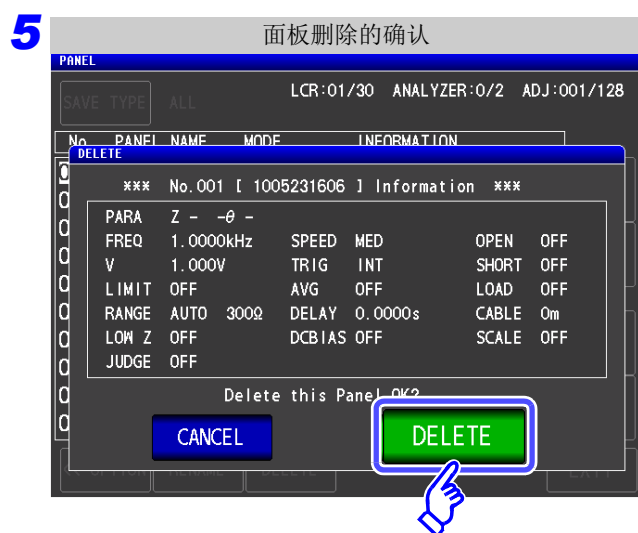 5
面板删除的确认
PANEL
SAVE TYPE ALL LCR:01/30 ANALYZER:0/2 ADJ:001/128
No. PANEL NAME MODE INFORMATION
DELETE
*** No.001 [ 1005231606 ] Information ***
PARA Z - -θ -
FREQ 1.0000kHz SPEED MED OPEN OFF
V 1.000V TRIG INT SHORT OFF
LIMIT OFF AVG OFF LOAD OFF
RANGE AUTO 300Ω DELAY 0.0000s CABLE 0m
LOW Z OFF DCBIAS OFF SCALE OFF
JUDGE OFF
Delete this Panel OK?
CANCEL DELETE
DELETE EXIT